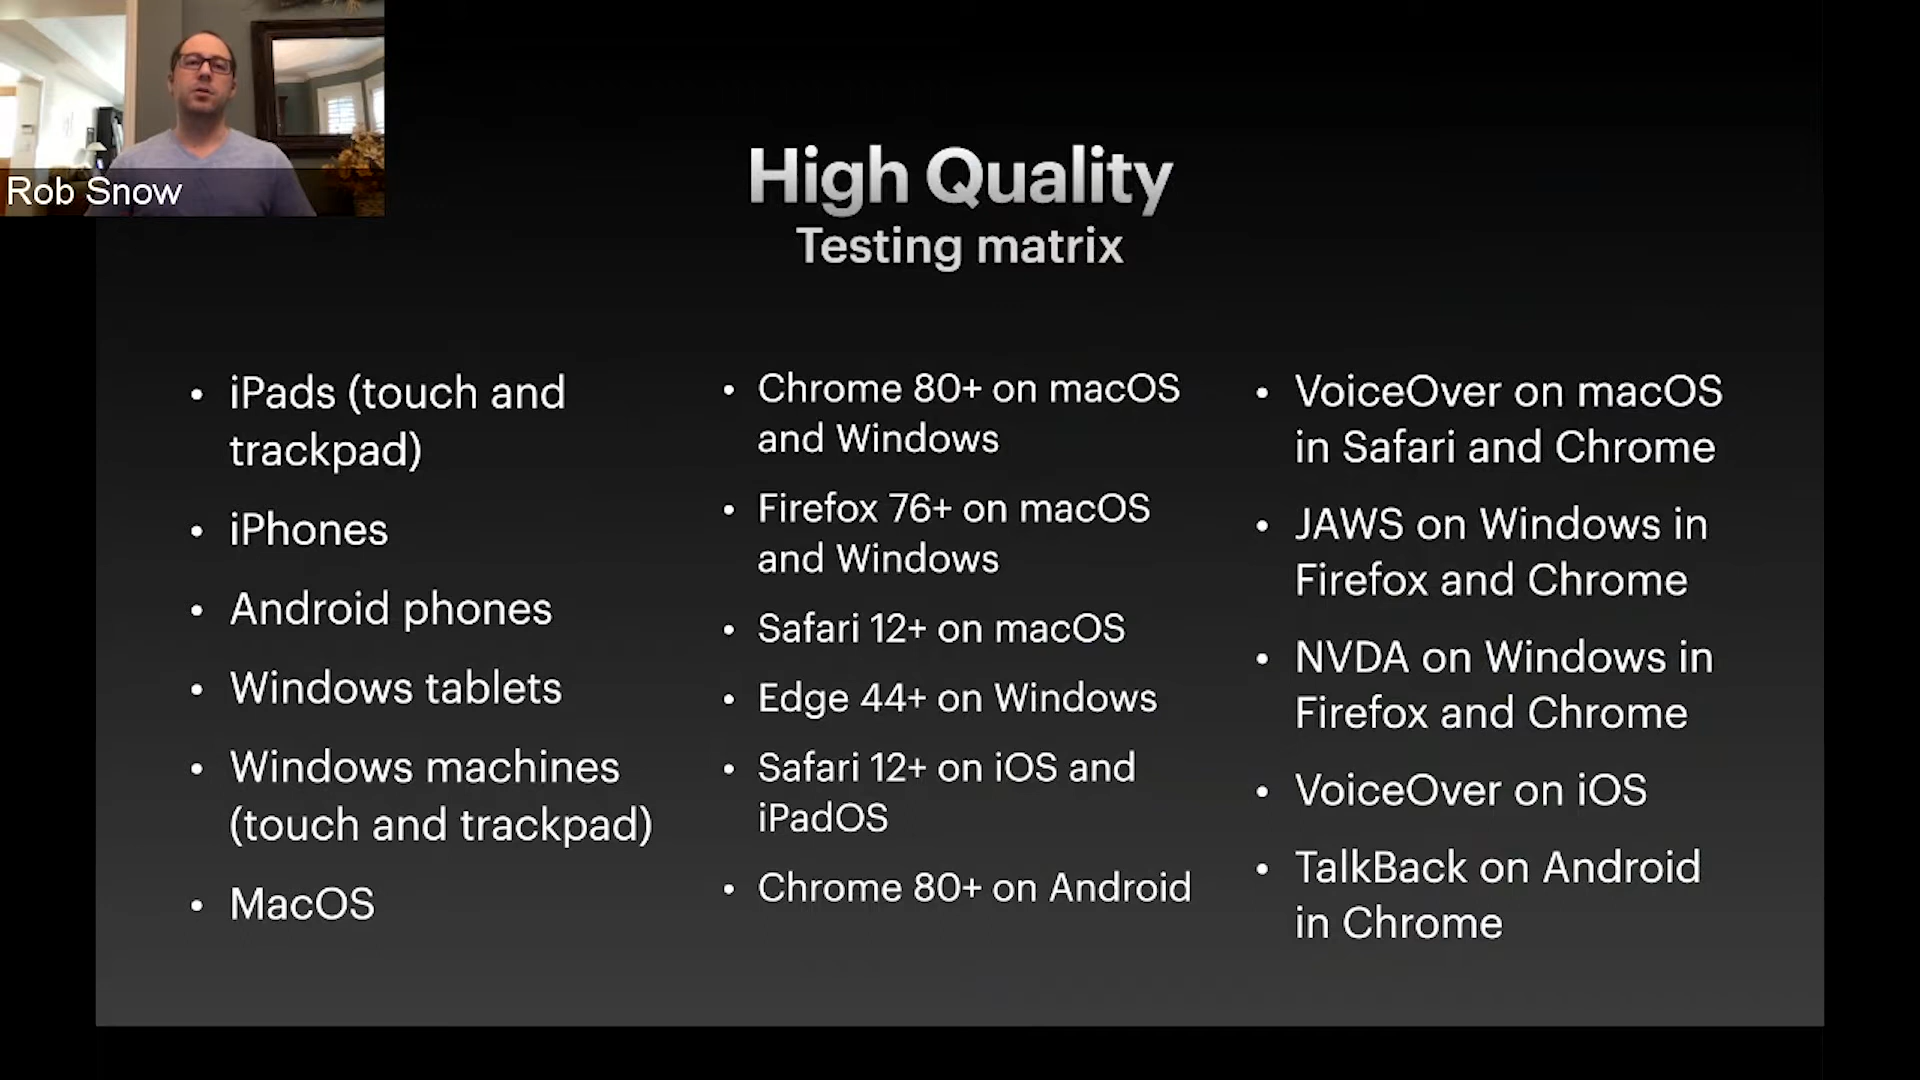 Rob Snow
High Quality
Testing matrix
• iPads (touch and
trackpad)
• iPhones
• Android phones
• Windows tablets
• Windows machines
(touch and trackpad)
• MacOS
• Chrome 80+ on macOS
and Windows
• Firefox 76+ on macOS
and Windows
• Safari 12+ on macOS
• Edge 44+ on Windows
• Safari 12+ on iOS and
iPadOS
• Chrome 80+ on Android
• VoiceOver on macOS
in Safari and Chrome
• JAWS on Windows in
Firefox and Chrome
• NVDA on Windows in
Firefox and Chrome
• VoiceOver on iOS
• TalkBack on Android
in Chrome